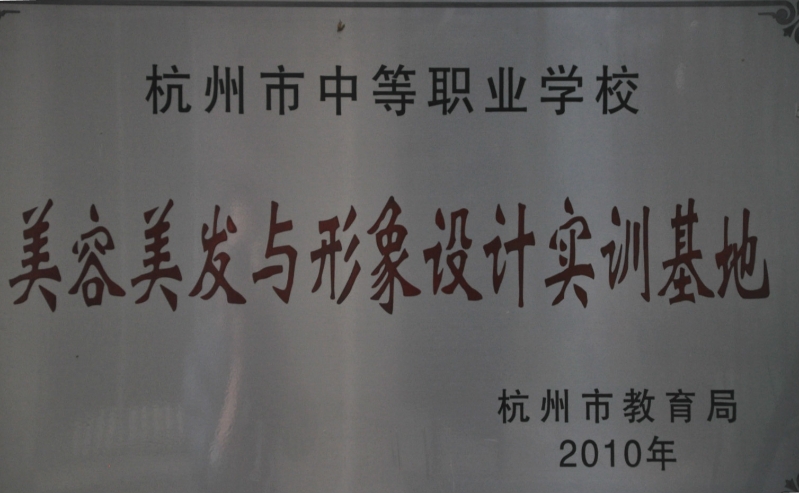 杭州市中等职业学校
美容美发与形象设计实训基地
杭州市教育局
2010年